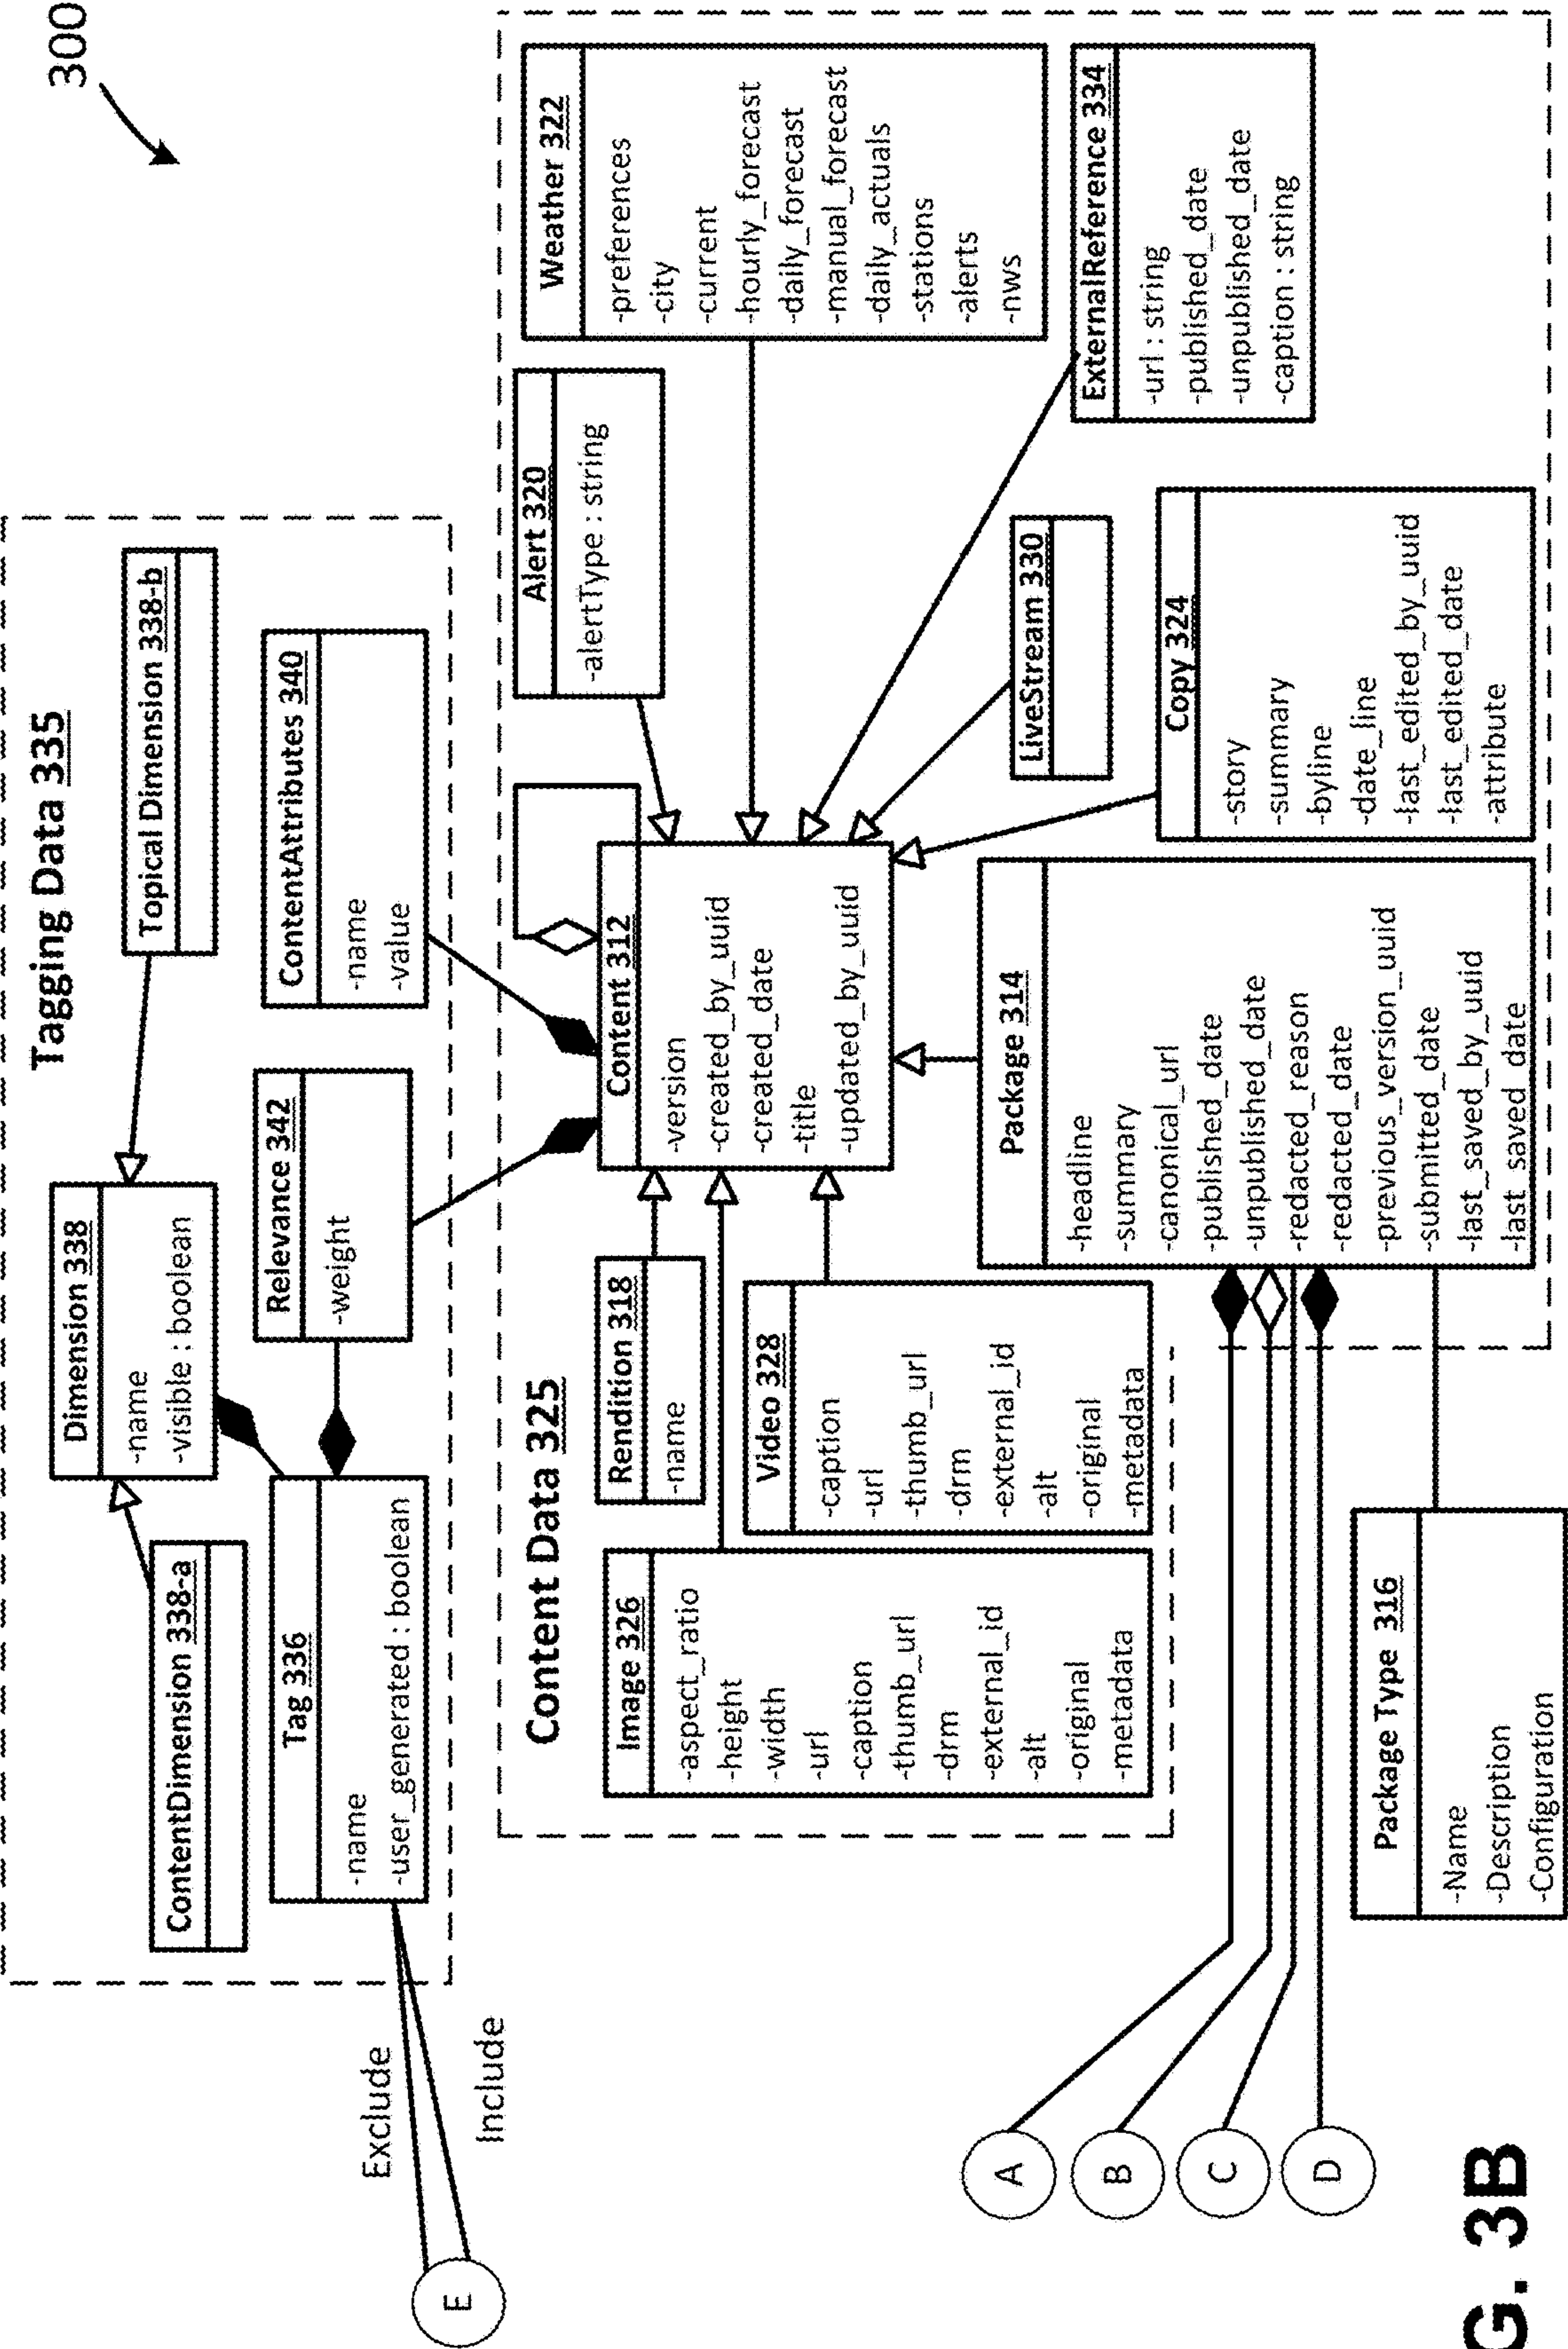 300
Tagging Data 335
ContentDimension 338-a
Dimension 338
-name
-visible : boolean
Topical Dimension 338-b
Tag 336
-name
-user_generated : boolean
Relevance 342
-weight
ContentAttributes 340
-name
-value
Exclude
Include
E
Content Data 325
Image 326
-aspect_ratio
-height
-width
-url
-caption
-thumb_url
-drm
-external_id
-alt
-original
-metadata
Rendition 318
-name
Video 328
-caption
-url
-thumb_url
-drm
-external_id
-alt
-original
-metadata
Content 312
-version
-created_by_uuid
-created_date
-title
-updated_by_uuid
Alert 320
-alertType : string
Weather 322
-preferences
-city
-current
-hourly_forecast
-daily_forecast
-manual_forecast
-daily_actuals
-stations
-alerts
-nws
ExternalReference 334
-url : string
-published_date
-unpublished_date
-caption : string
LiveStream 330
Copy 324
-story
-summary
-byline
-date_line
-last_edited_by_uuid
-last_edited_date
-attribute
Package 314
-headline
-summary
-canonical_url
-published_date
-unpublished_date
-redacted_reason
-redacted_date
-previous_version_uuid
-submitted_date
-last_saved_by_uuid
-last_saved_date
Package Type 316
-Name
-Description
-Configuration
A
B
C
D
G. 3B